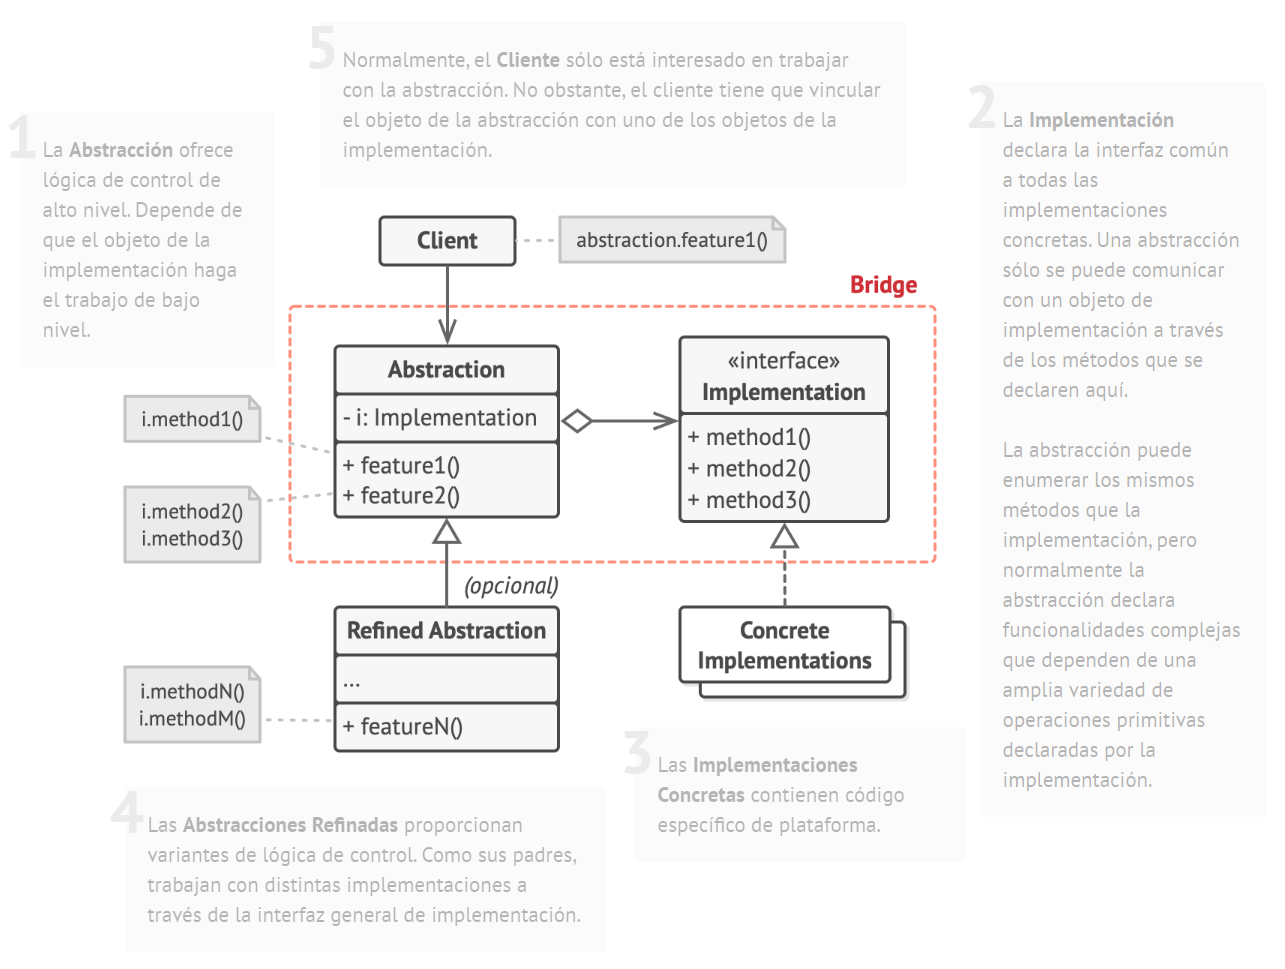 5
Normalmente, el Cliente sólo está interesado en trabajar
con la abstracción. No obstante, el cliente tiene que vincular
el objeto de la abstracción con uno de los objetos de la
implementación.
1
La Abstracción ofrece
lógica de control de
alto nivel. Depende de
que el objeto de la
implementación haga
el trabajo de bajo
nivel.
2
La Implementación
declara la interfaz común
a todas las
implementaciones
concretas. Una abstracción
sólo se puede comunicar
con un objeto de
implementación a través
de los métodos que se
declaren aquí.
La abstracción puede
enumerar los mismos
métodos que la
implementación, pero
normalmente la
abstracción declara
funcionalidades complejas
que dependen de una
amplia variedad de
operaciones primitivas
declaradas por la
implementación.
Client
abstraction.feature1()
Bridge
Abstraction
- i: Implementation
+ feature1()
+ feature2()
«interface»
Implementation
+ method1()
+ method2()
+ method3()
i.method1()
i.method2()
i.method3()
(opcional)
Refined Abstraction
...
+ featureN()
Concrete
Implementations
i.methodN()
i.methodM()
3
Las Implementaciones
Concretas contienen código
específico de plataforma.
4
Las Abstracciones Refinadas proporcionan
variantes de lógica de control. Como sus padres,
trabajan con distintas implementaciones a
través de la interfaz general de implementación.